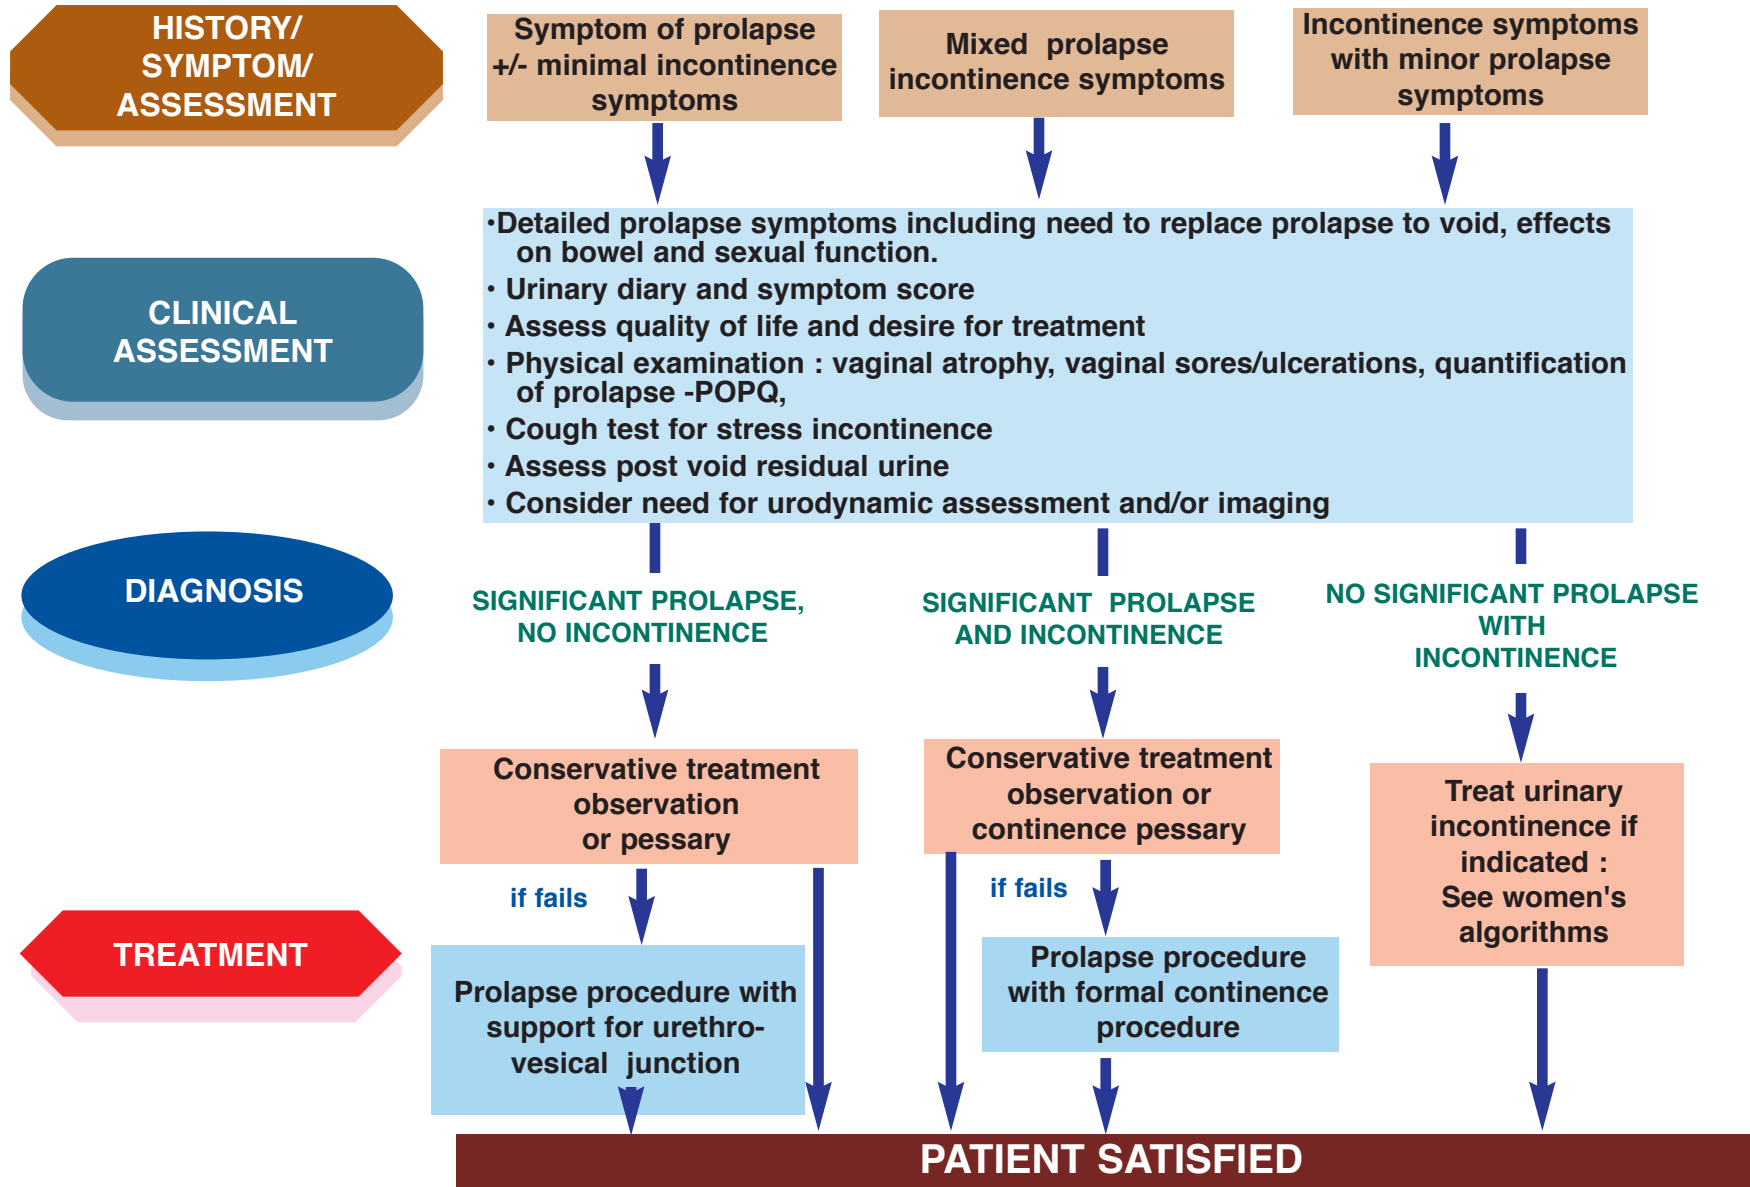 HISTORY/
SYMPTOM/
ASSESSMENT
Symptom of prolapse
+/- minimal incontinence
symptoms
Mixed prolapse
incontinence symptoms
Incontinence symptoms
with minor prolapse
symptoms
CLINICAL
ASSESSMENT
•Detailed prolapse symptoms including need to replace prolapse to void, effects
on bowel and sexual function.
• Urinary diary and symptom score
• Assess quality of life and desire for treatment
• Physical examination : vaginal atrophy, vaginal sores/ulcerations, quantification
of prolapse -POPQ,
• Cough test for stress incontinence
• Assess post void residual urine
• Consider need for urodynamic assessment and/or imaging
DIAGNOSIS
SIGNIFICANT PROLAPSE,
NO INCONTINENCE
SIGNIFICANT PROLAPSE
AND INCONTINENCE
NO SIGNIFICANT PROLAPSE
WITH
INCONTINENCE
Conservative treatment
observation
or pessary
Conservative treatment
observation or
continence pessary
Treat urinary
incontinence if
indicated :
See women's
algorithms
if fails
if fails
TREATMENT
Prolapse procedure with
support for urethro-
vesical junction
Prolapse procedure
with formal continence
procedure
PATIENT SATISFIED